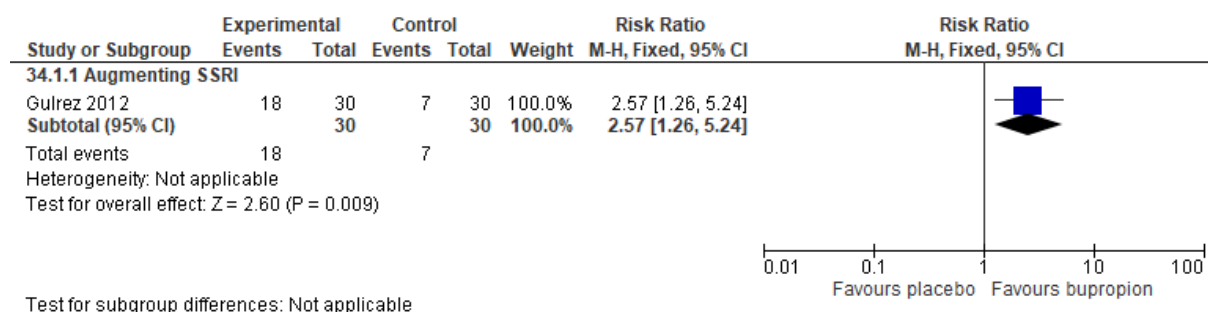 Experimental Control Risk Ratio Risk Ratio
Study or Subgroup Events Total Events Total Weight M-H, Fixed, 95% CI M-H, Fixed, 95% CI
34.1.1 Augmenting SSRI
Gulrez 2012 18 30 7 30 100.0% 2.57 [1.26, 5.24]
Subtotal (95% CI) 30 30 100.0% 2.57 [1.26, 5.24]
Total events 18 7
Heterogeneity: Not applicable
Test for overall effect: Z = 2.60 (P = 0.009)
0.01 0.1 1 10 100
Favours placebo Favours bupropion
Test for subgroup differences: Not applicable